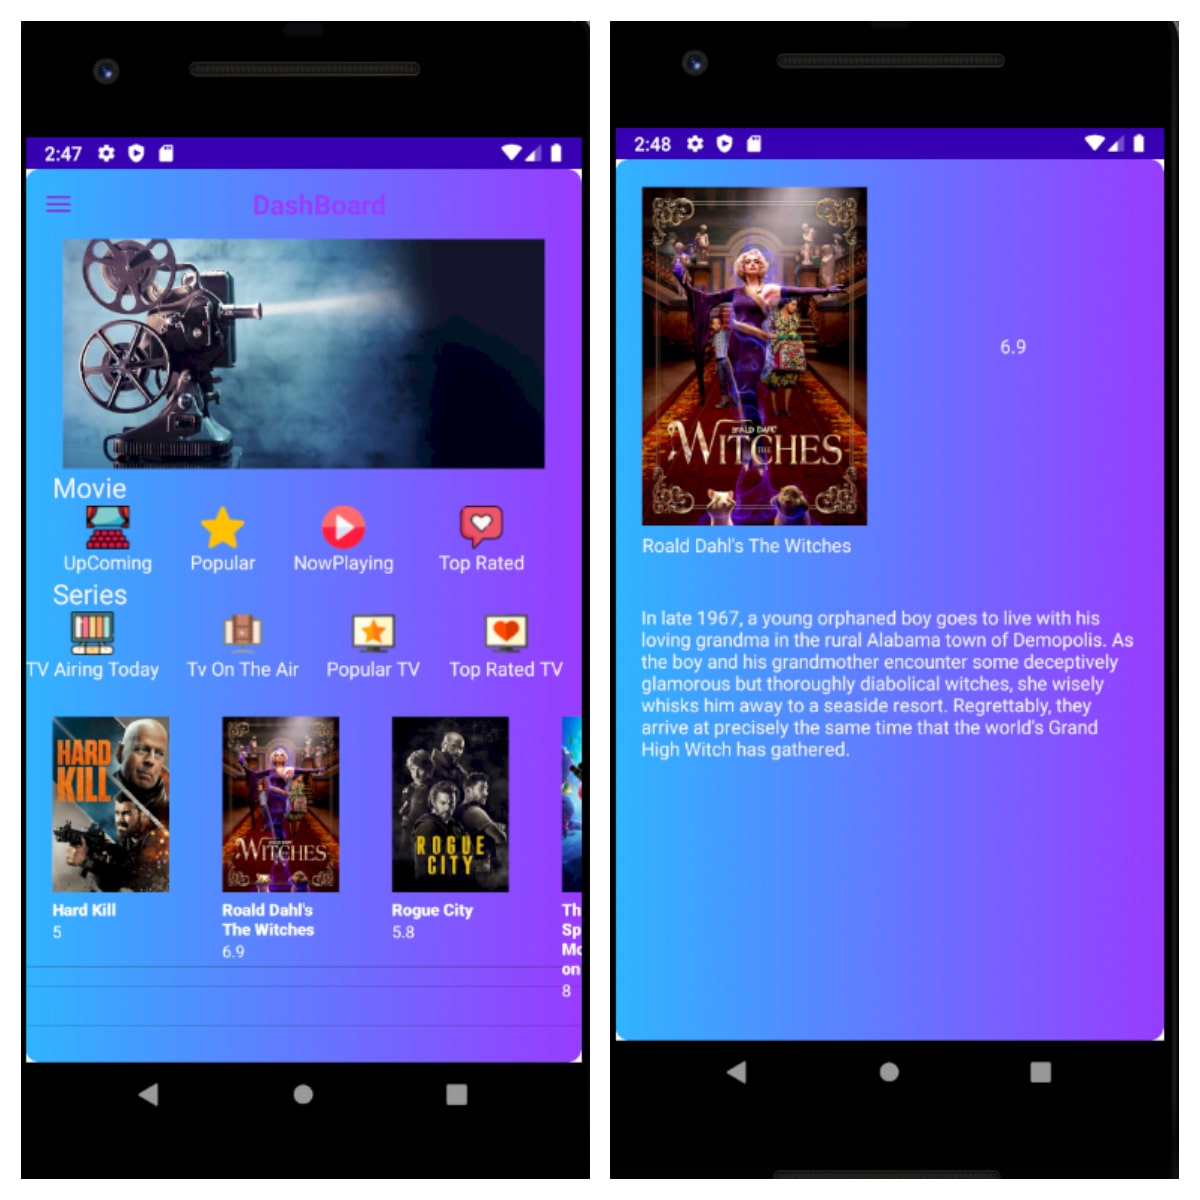 2:47
DashBoard
Movie
UpComing
Popular
NowPlaying
Top Rated
Series
TV Airing Today
Tv On The Air
Popular TV
Top Rated TV
HARD
KILL
WITCHES
ROGUE
CITY
Hard Kill
5
Roald Dahl's
The Witches
6.9
Rogue City
5.8
Th
Sp
Mo
on
8
2:48
ROALD DAHL'S
WITCHES
THE
6.9
Roald Dahl's The Witches
In late 1967, a young orphaned boy goes to live with his
loving grandma in the rural Alabama town of Demopolis. As
the boy and his grandmother encounter some deceptively
glamorous but thoroughly diabolical witches, she wisely
whisks him away to a seaside resort. Regrettably, they
arrive at precisely the same time that the world's Grand
High Witch has gathered.